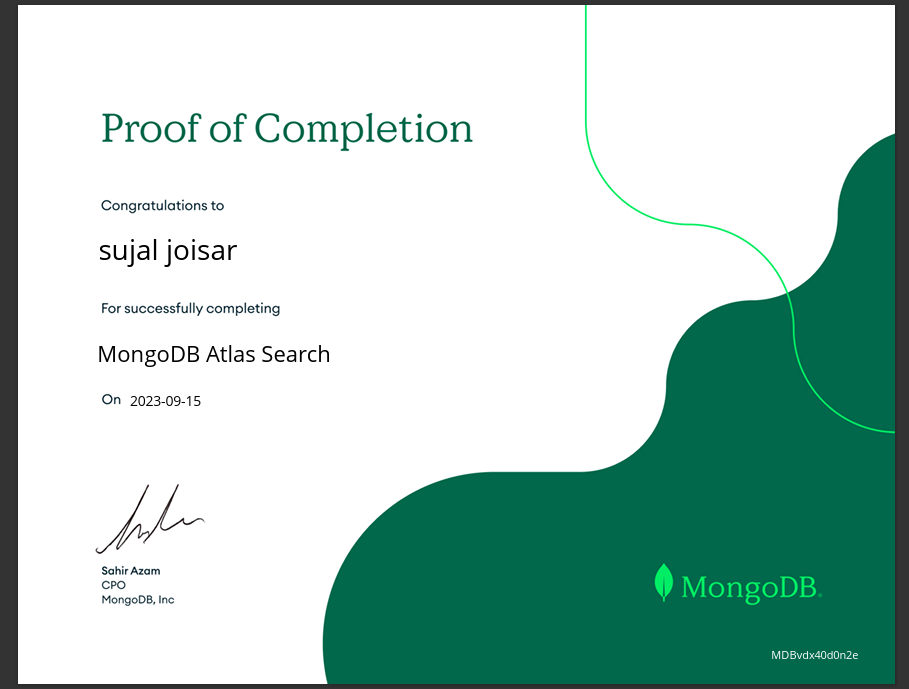 Proof of Completion
Congratulations to
sujal joisar
For successfully completing
MongoDB Atlas Search
On 2023-09-15
Sahir Azam
CPO
MongoDB, Inc
MongoDB.
MDBvdx40d0n2e